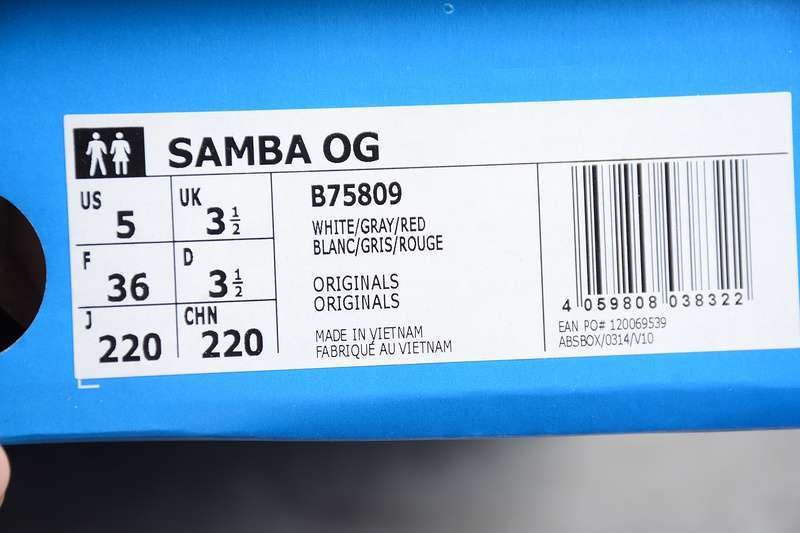 SAMBA OG
US 5
UK 3 1/2
F 36
D 3 1/2
J 220
CHN 220
B75809
WHITE/GRAY/RED
BLANC/GRIS/ROUGE
ORIGINALS
ORIGINALS
MADE IN VIETNAM
FABRIQUÉ AU VIETNAM
4 059808 038322
EAN PO# 120069539
ABSBOX/0314/V10